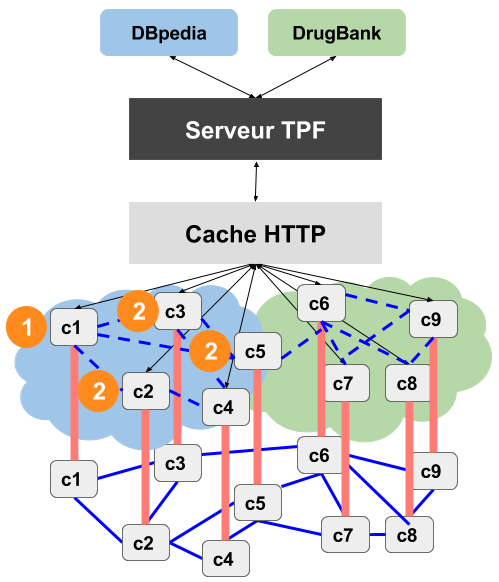 DBpedia
DrugBank
Serveur TPF
Cache HTTP
1
c1
2
c3
c6
c9
2
c5
2
c2
c4
c7
c8
c1
c3
c6
c9
c2
c5
c4
c7
c8